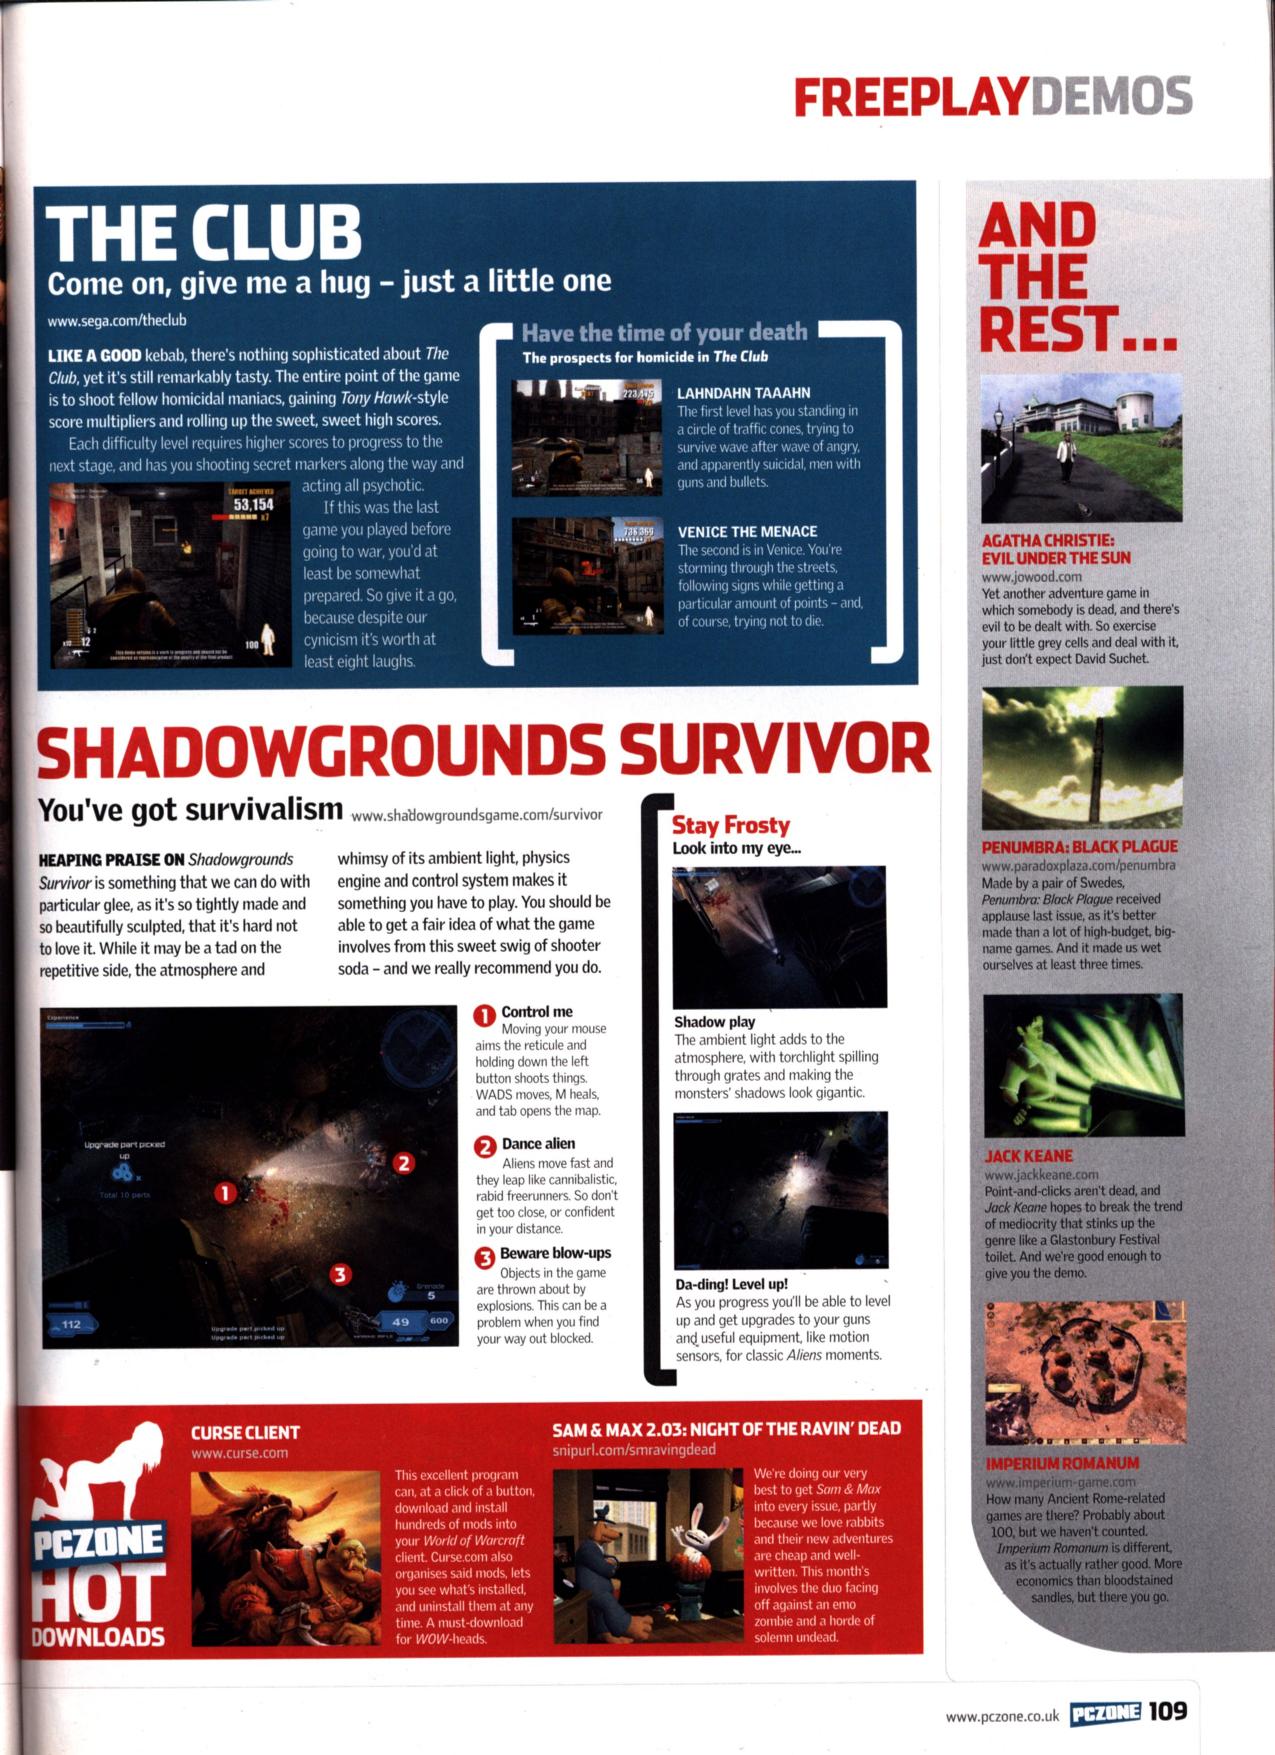 FREEPLAYDEMOS
THE CLUB
Come on, give me a hug – just a little one
www.sega.com/theclub
LIKE A GOOD kebab, there's nothing sophisticated about The
Club, yet it's still remarkably tasty. The entire point of the game
is to shoot fellow homicidal maniacs, gaining Tony Hawk-style
score multipliers and rolling up the sweet, sweet high scores.
Each difficulty level requires higher scores to progress to the
next stage, and has you shooting secret markers along the way and
acting all psychotic.
If this was the last
game you played before
going to war, you'd at
least be somewhat
prepared. So give it a go,
because despite our
cynicism it's worth at
least eight laughs.
TARGET ACHIEVED
53,154
x7
12
100
Have the time of your death
The prospects for homicide in The Club
223,475
LAHNDAHN TAAAHN
The first level has you standing in
a circle of traffic cones, trying to
survive wave after wave of angry,
and apparently suicidal, men with
guns and bullets.
736,369
VENICE THE MENACE
The second is in Venice. You're
storming through the streets,
following signs while getting a
particular amount of points – and,
of course, trying not to die.
SHADOWGROUNDS SURVIVOR
You've got survivalism www.shadowgroundsgame.com/survivor
HEAPING PRAISE ON Shadowgrounds
Survivor is something that we can do with
particular glee, as it's so tightly made and
so beautifully sculpted, that it's hard not
to love it. While it may be a tad on the
repetitive side, the atmosphere and
whimsy of its ambient light, physics
engine and control system makes it
something you have to play. You should be
able to get a fair idea of what the game
involves from this sweet swig of shooter
soda – and we really recommend you do.
Experience
Upgrade part picked
up
x
Total 10 parts
1
2
3
Grenade
5
112
49
600
Upgrade part picked up
Upgrade part picked up
1 Control me
Moving your mouse
aims the reticule and
holding down the left
button shoots things.
WADS moves, M heals,
and tab opens the map.
2 Dance alien
Aliens move fast and
they leap like cannibalistic,
rabid freerunners. So don't
get too close, or confident
in your distance.
3 Beware blow-ups
Objects in the game
are thrown about by
explosions. This can be a
problem when you find
your way out blocked.
Stay Frosty
Look into my eye...
Shadow play
The ambient light adds to the
atmosphere, with torchlight spilling
through grates and making the
monsters' shadows look gigantic.
Da-ding! Level up!
As you progress you'll be able to level
up and get upgrades to your guns
and useful equipment, like motion
sensors, for classic Aliens moments.
PCZONE
HOT
DOWNLOADS
CURSE CLIENT
www.curse.com
This excellent program
can, at a click of a button,
download and install
hundreds of mods into
your World of Warcraft
client. Curse.com also
organises said mods, lets
you see what's installed,
and uninstall them at any
time. A must-download
for WOW-heads.
SAM & MAX 2.03: NIGHT OF THE RAVIN' DEAD
snipurl.com/smravingdead
We're doing our very
best to get Sam & Max
into every issue, partly
because we love rabbits
and their new adventures
are cheap and well-
written. This month's
involves the duo facing
off against an emo
zombie and a horde of
solemn undead.
AND
THE
REST...
AGATHA CHRISTIE:
EVIL UNDER THE SUN
www.jowood.com
Yet another adventure game in
which somebody is dead, and there's
evil to be dealt with. So exercise
your little grey cells and deal with it,
just don't expect David Suchet.
PENUMBRA: BLACK PLAGUE
www.paradoxplaza.com/penumbra
Made by a pair of Swedes,
Penumbra: Black Plague received
applause last issue, as it's better
made than a lot of high-budget, big-
name games. And it made us wet
ourselves at least three times.
JACK KEANE
www.jackkeane.com
Point-and-clicks aren't dead, and
Jack Keane hopes to break the trend
of mediocrity that stinks up the
genre like a Glastonbury Festival
toilet. And we're good enough to
give you the demo.
IMPERIUM ROMANUM
www.imperium-game.com
How many Ancient Rome-related
games are there? Probably about
100, but we haven't counted.
Imperium Romanum is different,
as it's actually rather good. More
economics than bloodstained
sandles, but there you go.
www.pczone.co.uk PCZONE 109